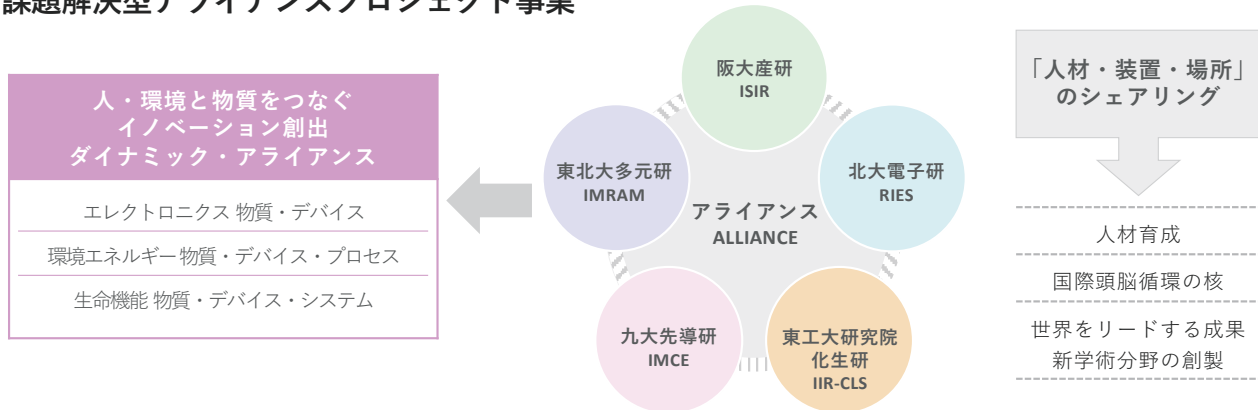 課題解決型アライアンスプロジェクト事業
人・環境と物質をつなぐ
イノベーション創出
ダイナミック・アライアンス
エレクトロニクス 物質・デバイス
環境エネルギー 物質・デバイス・プロセス
生命機能 物質・デバイス・システム
阪大産研
ISIR
東北大多元研
IMRAM
北大電子研
RIES
アライアンス
ALLIANCE
九大先導研
IMCE
東工大研究院
化生研
IIR-CLS
「人材・装置・場所」
のシェアリング
人材育成
国際頭脳循環の核
世界をリードする成果
新学術分野の創製